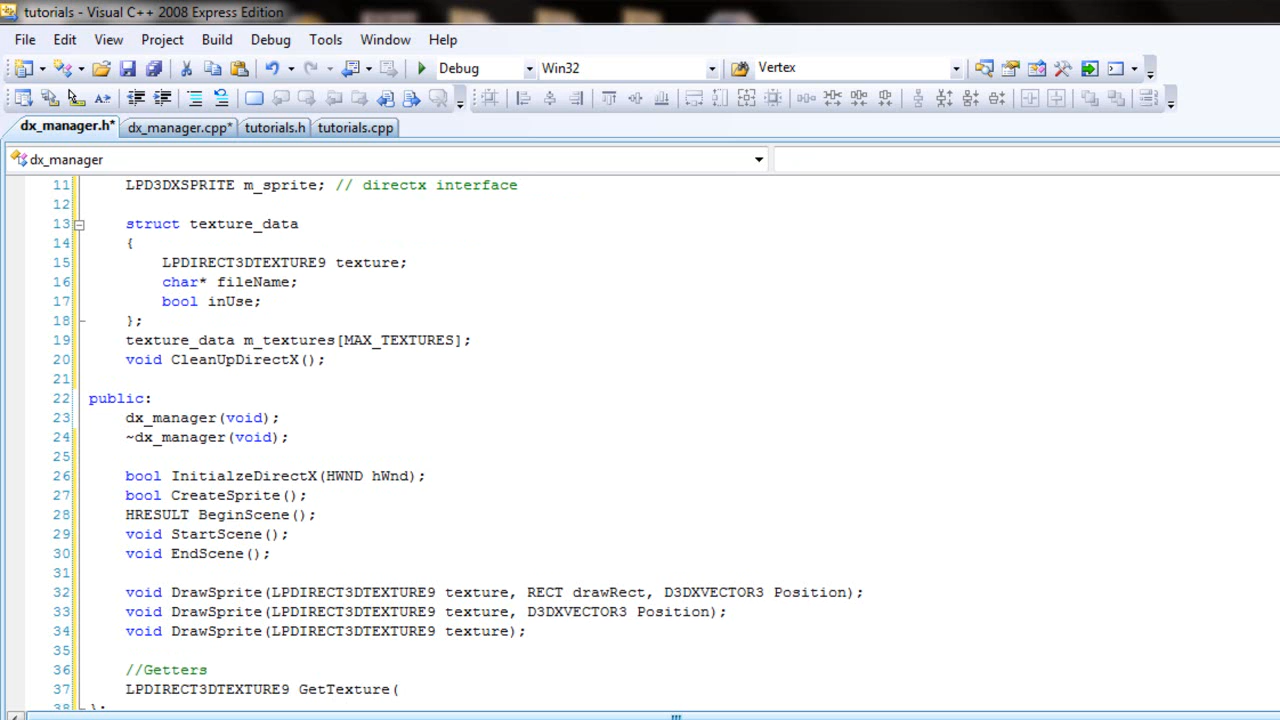 tutorials - Visual C++ 2008 Express Edition
File Edit View Project Build Debug Tools Window Help
Debug Win32 Vertex
dx_manager.h* dx_manager.cpp* tutorials.h tutorials.cpp
dx_manager
11 LPD3DXSPRITE m_sprite; // directx interface
12
13 struct texture_data
14 {
15 LPDIRECT3DTEXTURE9 texture;
16 char* fileName;
17 bool inUse;
18 };
19 texture_data m_textures[MAX_TEXTURES];
20 void CleanUpDirectX();
21
22 public:
23 dx_manager(void);
24 ~dx_manager(void);
25
26 bool InitialzeDirectX(HWND hWnd);
27 bool CreateSprite();
28 HRESULT BeginScene();
29 void StartScene();
30 void EndScene();
31
32 void DrawSprite(LPDIRECT3DTEXTURE9 texture, RECT drawRect, D3DXVECTOR3 Position);
33 void DrawSprite(LPDIRECT3DTEXTURE9 texture, D3DXVECTOR3 Position);
34 void DrawSprite(LPDIRECT3DTEXTURE9 texture);
35
36 //Getters
37 LPDIRECT3DTEXTURE9 GetTexture(
38 };